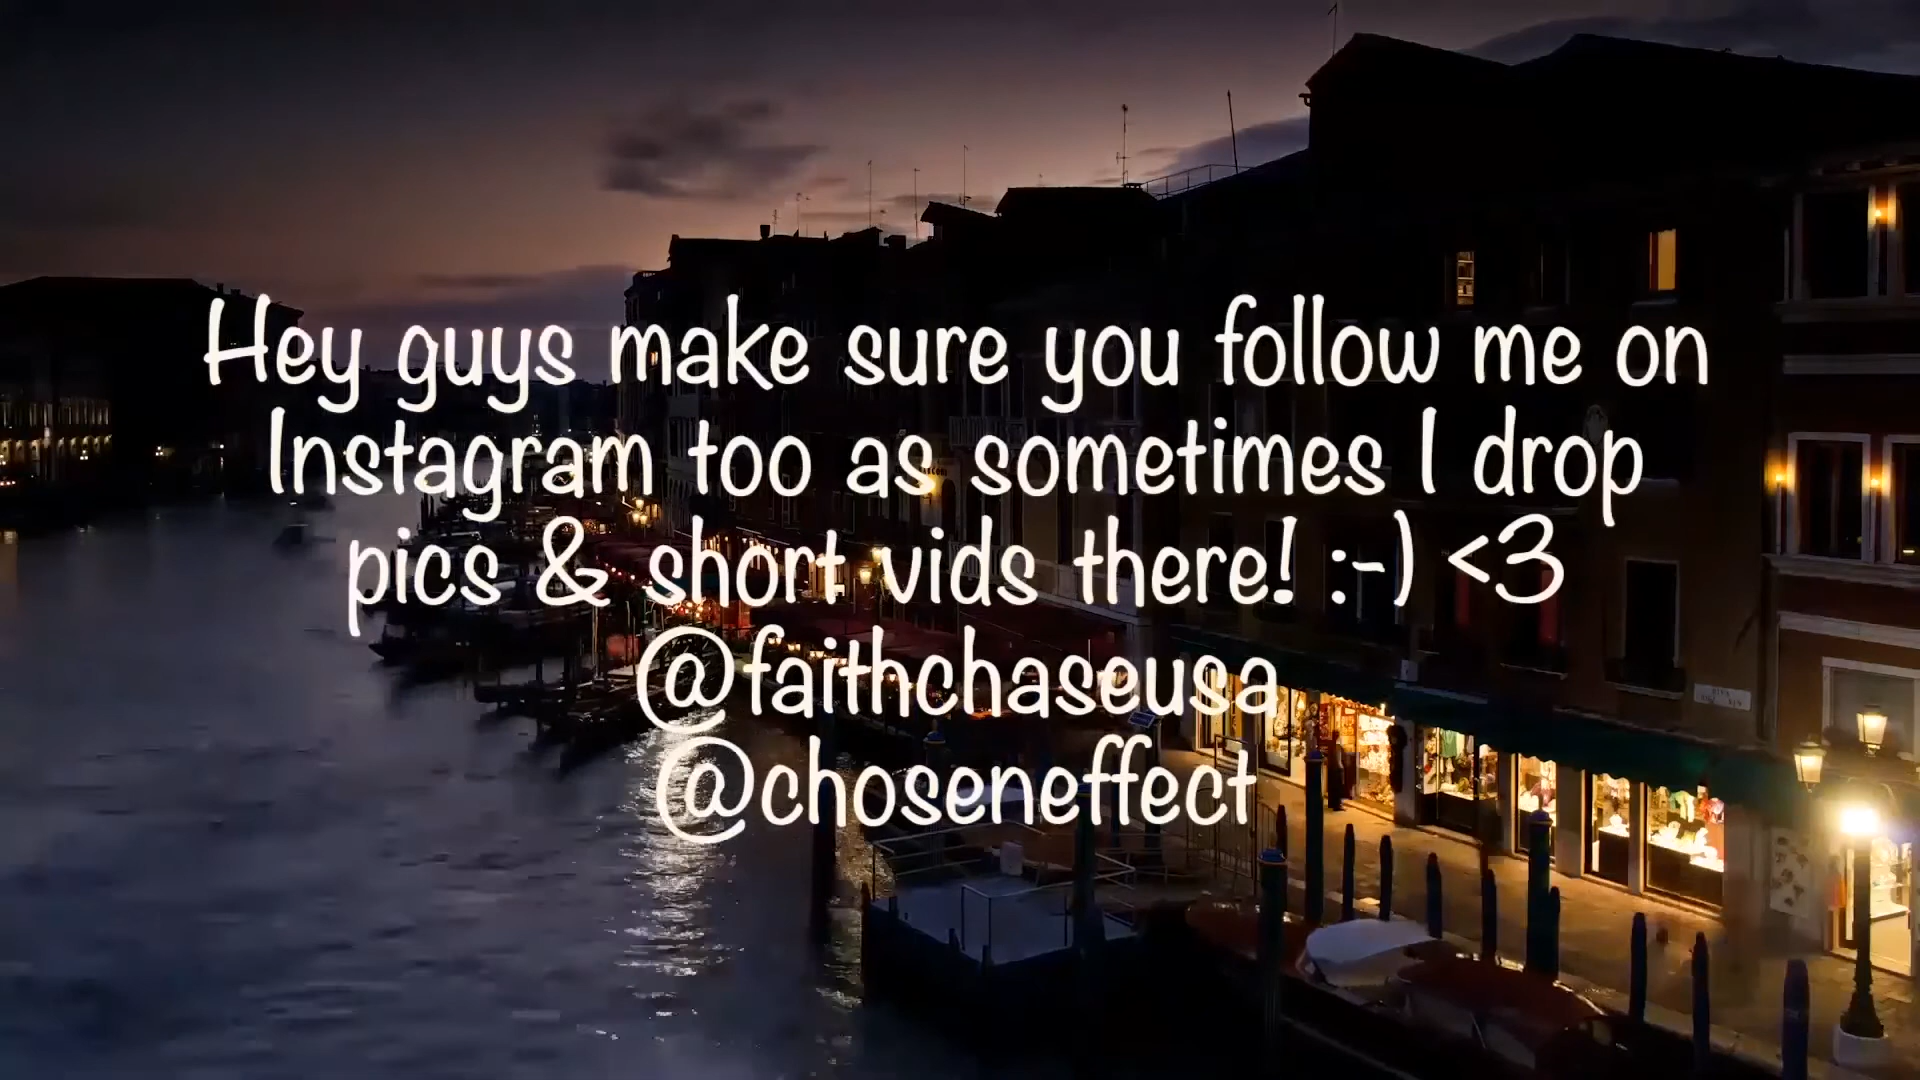 Hey guys make sure you follow me on
Instagram too as sometimes I drop
pics & short vids there! :-) <3
@faithchaseusa
@choseneffect